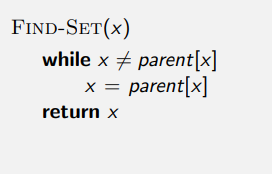 FIND-SET(x)
while x ≠ parent[x]
x = parent[x]
return x